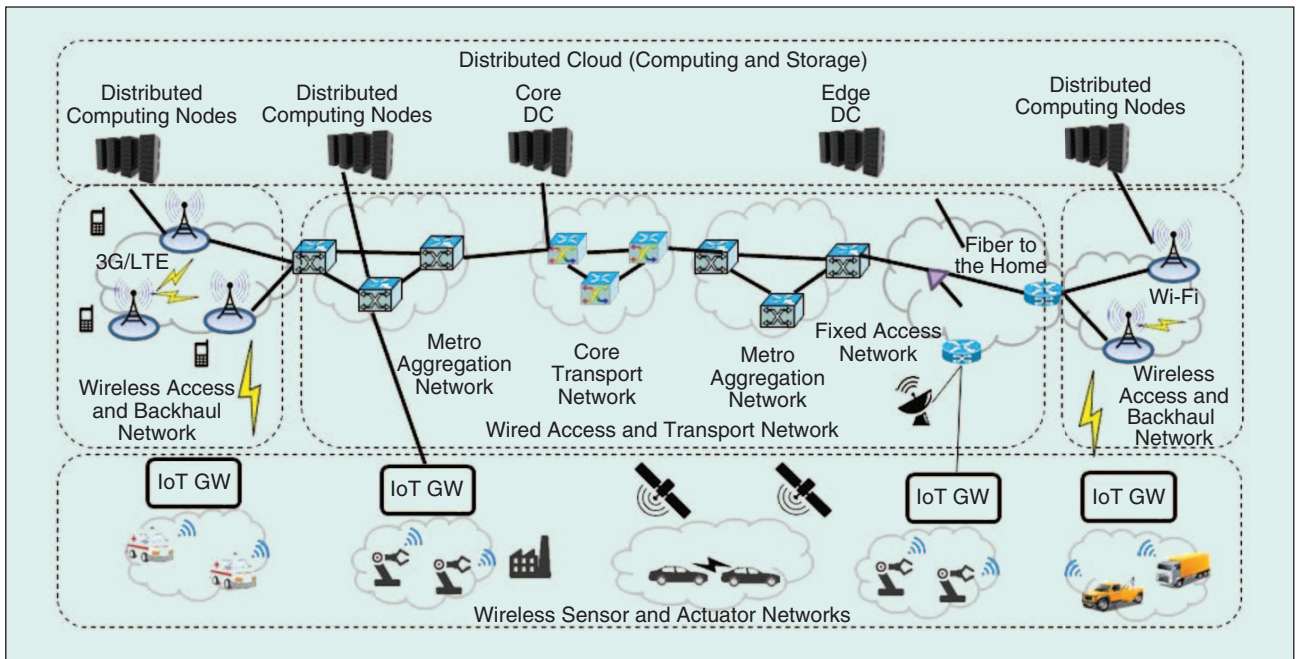 Distributed Cloud (Computing and Storage)
Distributed
Computing Nodes
Distributed
Computing Nodes
Core
DC
Edge
DC
Distributed
Computing Nodes
3G/LTE
Fiber to
the Home
Wi-Fi
Wireless Access
and Backhaul
Network
Metro
Aggregation
Network
Core
Transport
Network
Metro
Aggregation
Network
Fixed Access
Network
Wireless
Access and
Backhaul
Network
Wired Access and Transport Network
IoT GW
IoT GW
IoT GW
IoT GW
Wireless Sensor and Actuator Networks